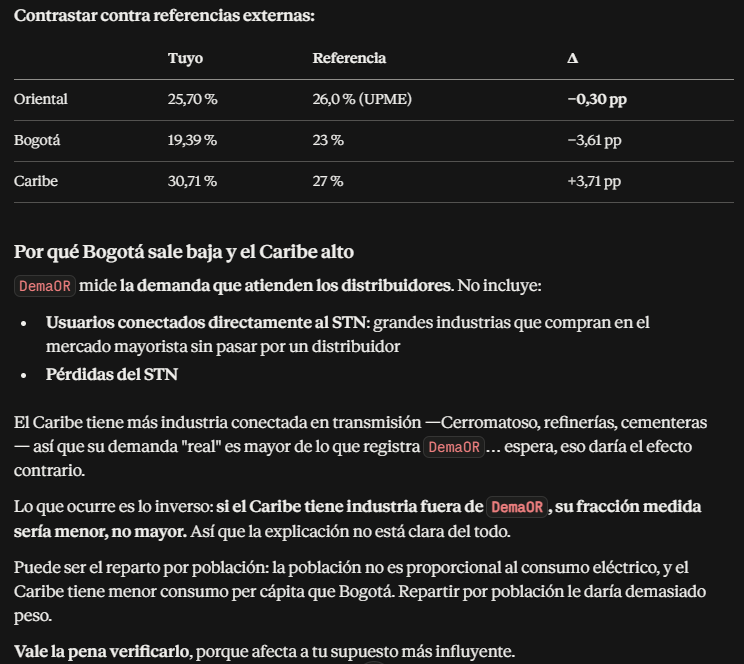 Contrastar contra referencias externas:
Tuyo Referencia Δ
Oriental 25,70 % 26,0 % (UPME) −0,30 pp
Bogotá 19,39 % 23 % −3,61 pp
Caribe 30,71 % 27 % +3,71 pp
Por qué Bogotá sale baja y el Caribe alto
DemaOR mide la demanda que atienden los distribuidores. No incluye:
• Usuarios conectados directamente al STN: grandes industrias que compran en el
mercado mayorista sin pasar por un distribuidor
• Pérdidas del STN
El Caribe tiene más industria conectada en transmisión —Cerromatoso, refinerías, cementeras
— así que su demanda "real" es mayor de lo que registra DemaOR… espera, eso daría el efecto
contrario.
Lo que ocurre es lo inverso: si el Caribe tiene industria fuera de DemaOR, su fracción medida
sería menor, no mayor. Así que la explicación no está clara del todo.
Puede ser el reparto por población: la población no es proporcional al consumo eléctrico, y el
Caribe tiene menor consumo per cápita que Bogotá. Repartir por población le daría demasiado
peso.
Vale la pena verificarlo, porque afecta a tu supuesto más influyente.